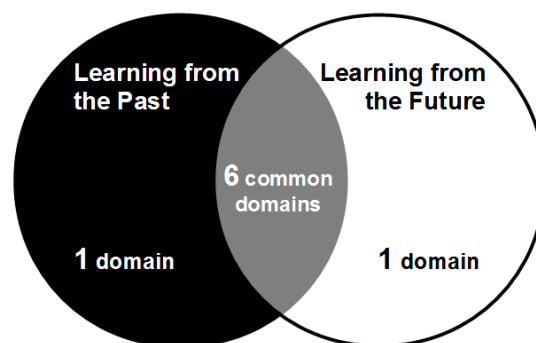 Learning from
the Past
Learning from
the Future
6 common
domains
1 domain
1 domain